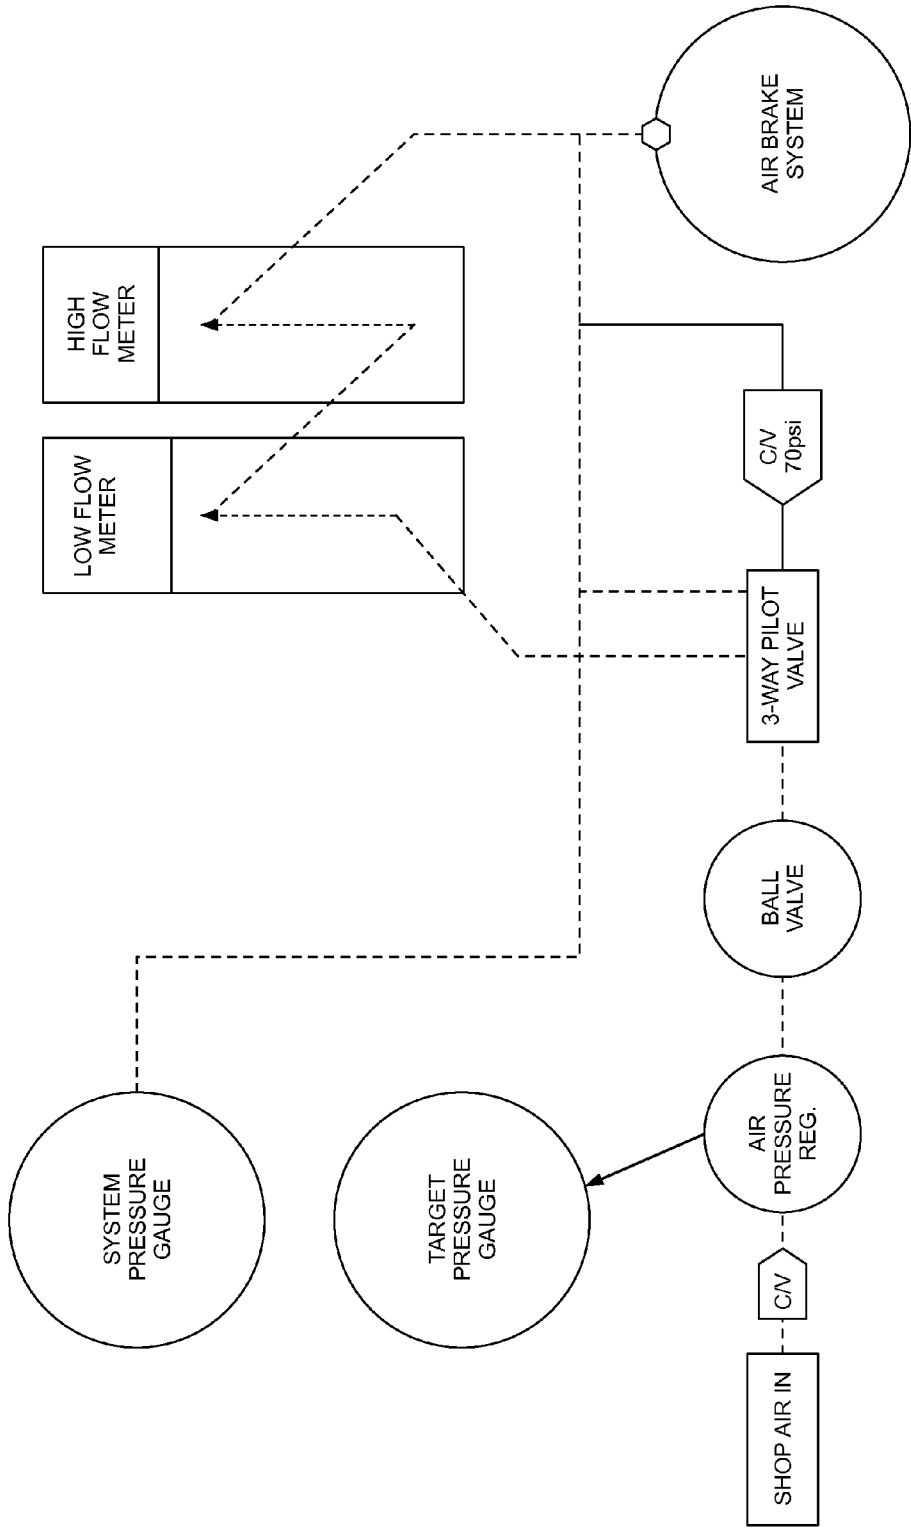 SYSTEM
PRESSURE
GAUGE
TARGET
PRESSURE
GAUGE
LOW FLOW
METER
HIGH
FLOW
METER
SHOP AIR IN
C/V
AIR
PRESSURE
REG.
BALL
VALVE
3-WAY PILOT
VALVE
C/V
70psi
AIR BRAKE
SYSTEM